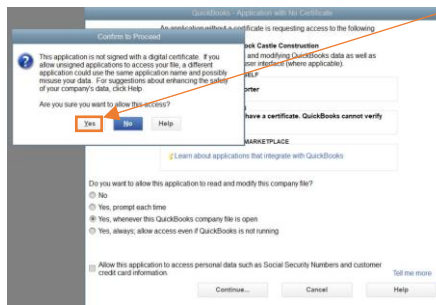 QuickBooks - Application with No Certificate
An application without a certificate is requesting access to the following
Confirm to Proceed
This application is not signed with a digital certificate. If
you allow unsigned applications to access your file, a different
application could use the same application name and possibly
misuse your data. For suggestions about enhancing the safety
of your company's data, click Help.
Are you sure you want to allow this access?
Yes
No
Help
ock Castle Construction
and modifying QuickBooks data as well as
ser interface (where applicable).
ELF
orter
have a certificate. QuickBooks cannot verify
MARKETPLACE
Learn about applications that integrate with QuickBooks
Do you want to allow this application to read and modify this company file?
No
Yes, prompt each time
Yes, whenever this QuickBooks company file is open
Yes, always; allow access even if QuickBooks is not running
Allow this application to access personal data such as Social Security Numbers and customer
credit card information.
Tell me more
Continue...
Cancel
Help